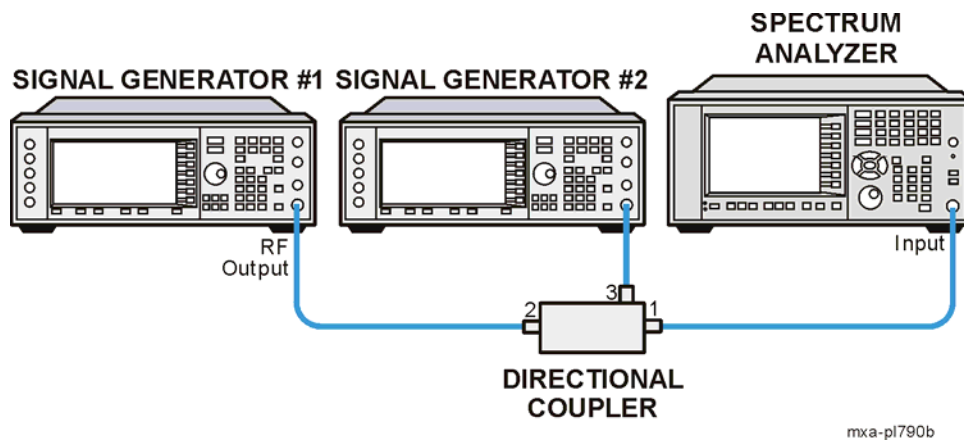 SPECTRUM
ANALYZER
SIGNAL GENERATOR #1
SIGNAL GENERATOR #2
RF
Output
Input
3
2
1
DIRECTIONAL
COUPLER
mxa-pl790b